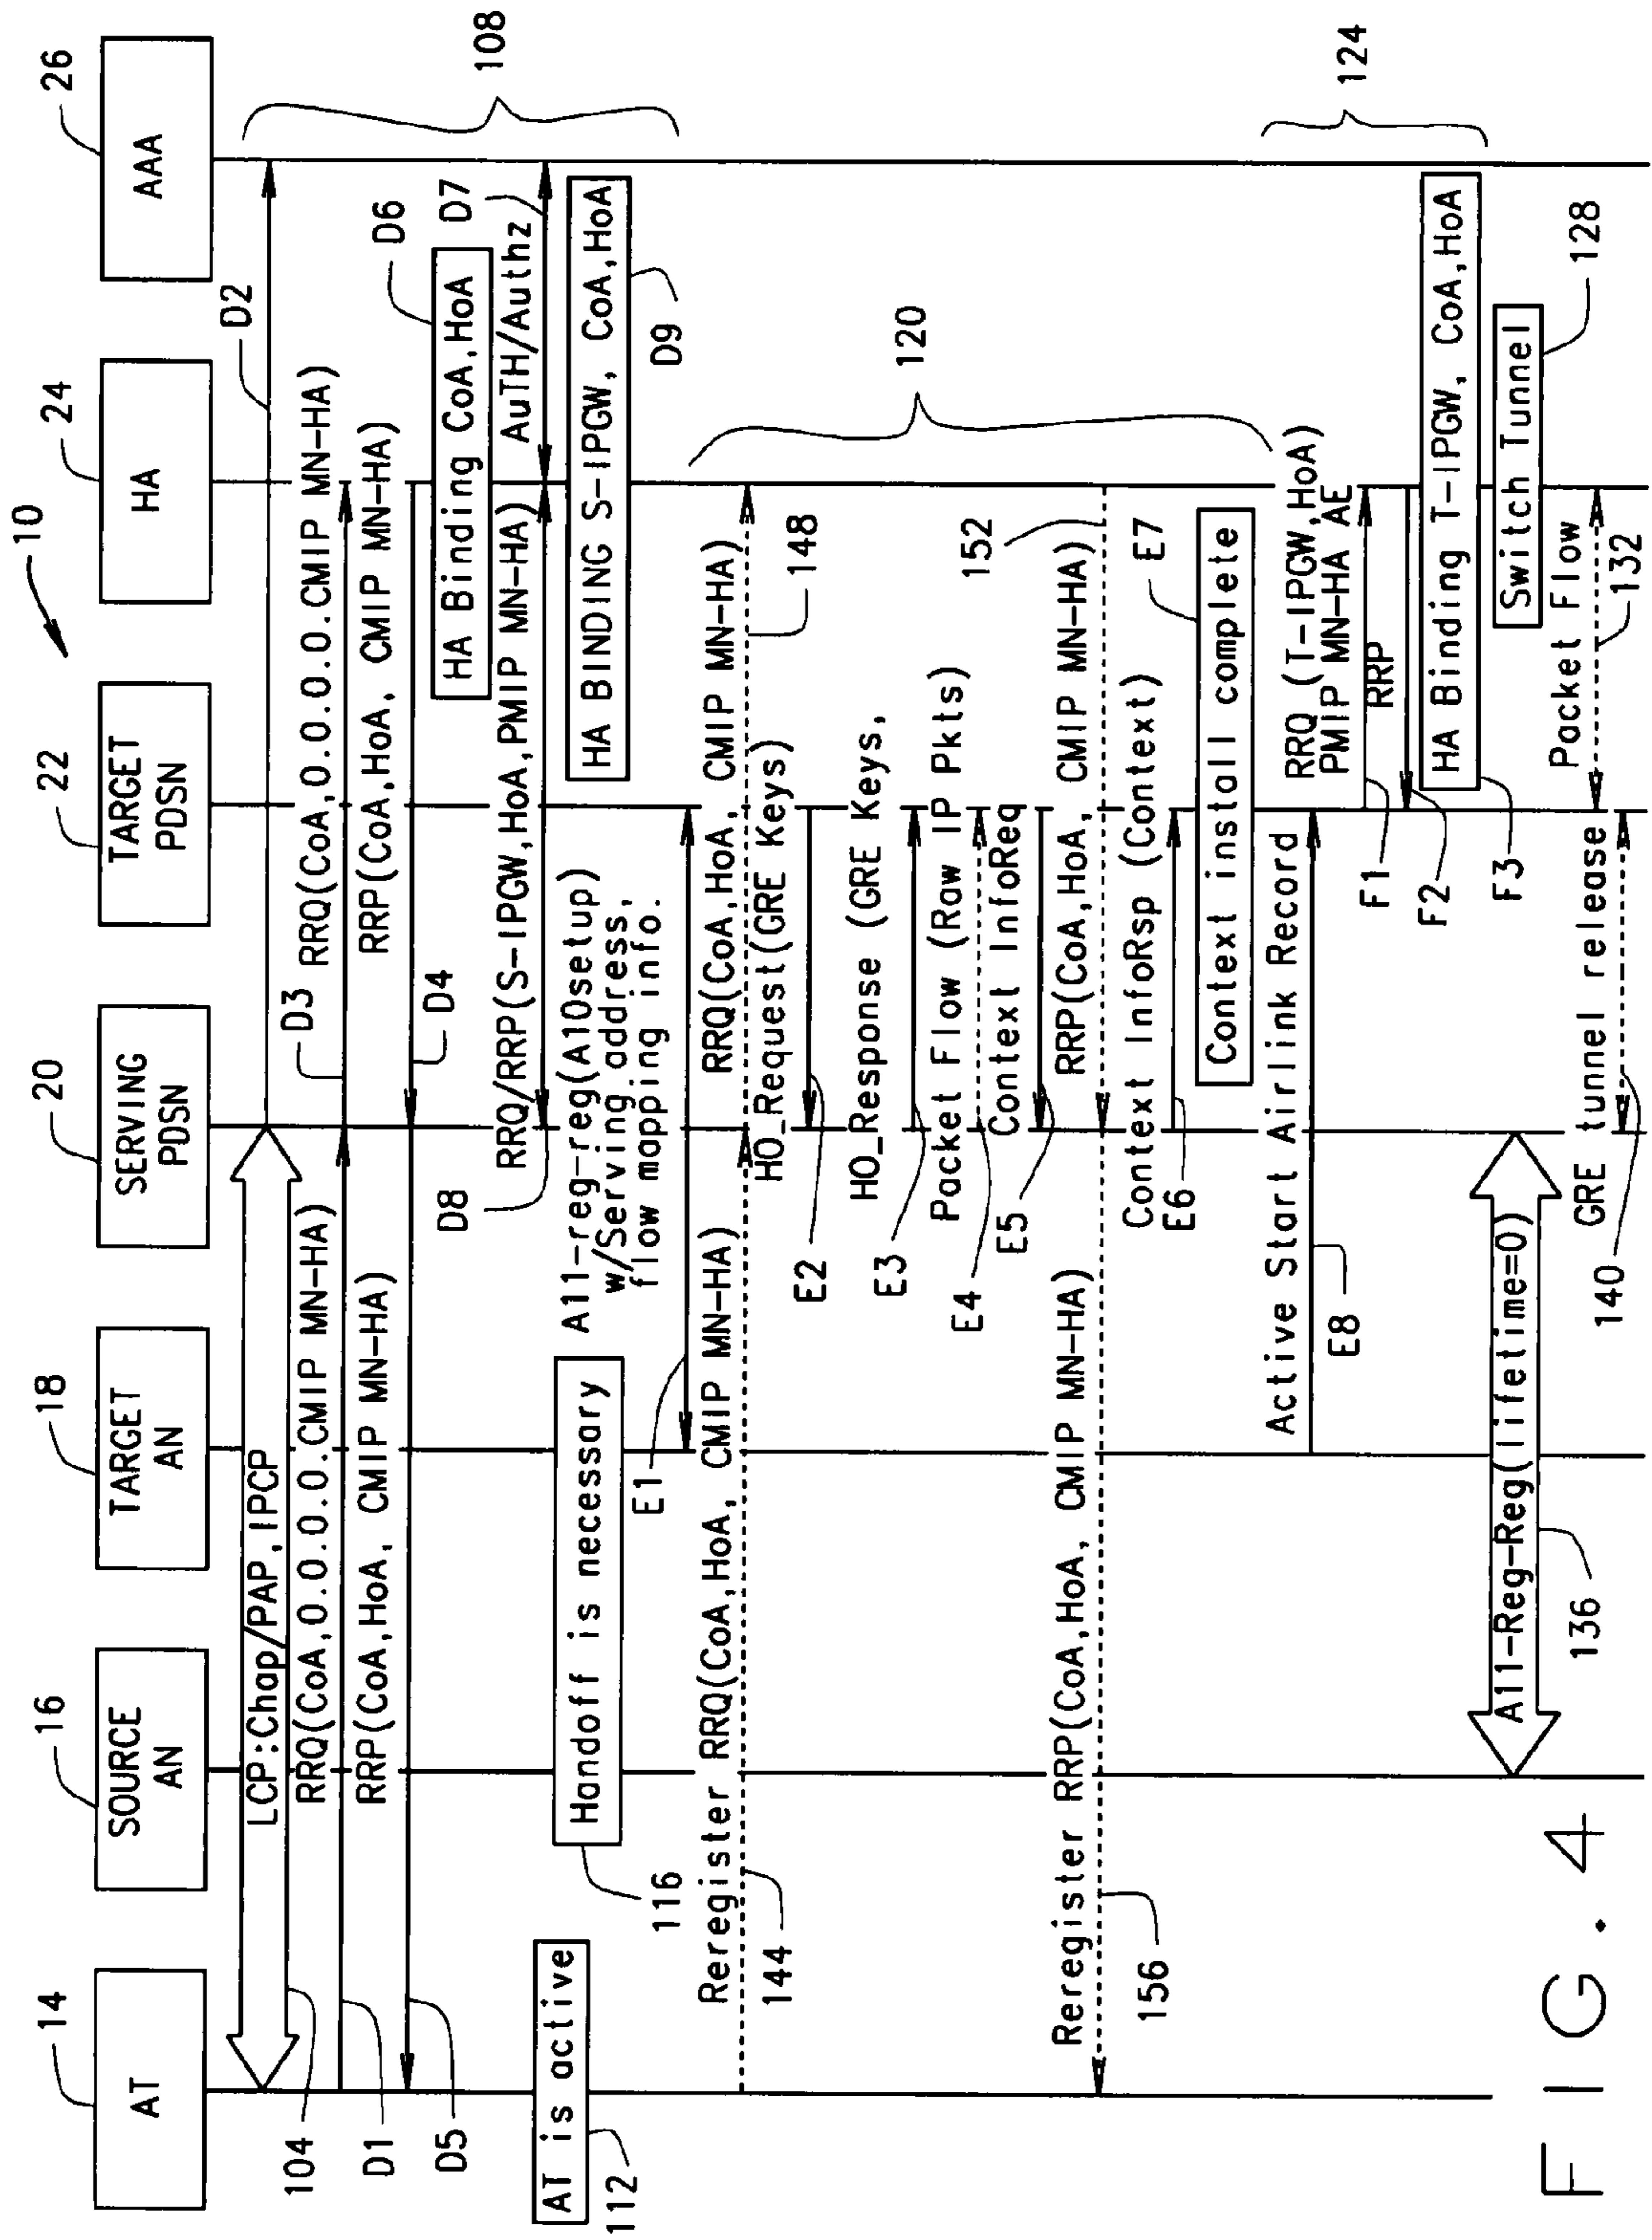 10
14
16
18
20
22
24
26
AT
SOURCE
AN
TARGET
AN
SERVING
PDSN
TARGET
PDSN
HA
AAA
LCP:Chap/PAP,IPCP
104
D2
108
RRQ(CoA,0.0.0.0.CMIP MN-HA)
D1
D3
RRQ(CoA,0.0.0.0.CMIP MN-HA)
RRP(CoA,HoA, CMIP MN-HA)
D5
D4
RRP(CoA,HoA, CMIP MN-HA)
D6
HA Binding CoA,HoA
D7
AuTH/Authz
D8
RRQ/RRP(S-IPGW,HoA,PMIP MN-HA)
HA BINDING S-IPGW, CoA,HoA
D9
AT is active
112
Handoff is necessary
116
A11-reg-reg(A10setup)
w/Serving address,
flow mapping info.
E1
Reregister RRQ(CoA,HoA, CMIP MN-HA)
144
RRQ(CoA,HoA, CMIP MN-HA)
148
120
HO_Request(GRE Keys)
E2
HO_Response (GRE Keys,
E3
Packet Flow (Raw IP Pkts)
E4
Context InfoReq
E5
RRP(CoA,HoA, CMIP MN-HA)
152
Reregister RRP(CoA,HoA, CMIP MN-HA)
156
Context InfoRsp (Context)
E6
E7
Context install complete
Active Start Airlink Record
E8
RRQ (T-IPGW,HoA)
PMIP MN-HA AE
F1
RRP
F2
124
HA Binding T-IPGW, CoA,HoA
F3
Switch Tunnel
128
A11-Reg-Reg(lifetime=0)
136
Packet Flow
132
GRE tunnel release
140
FIG. 4